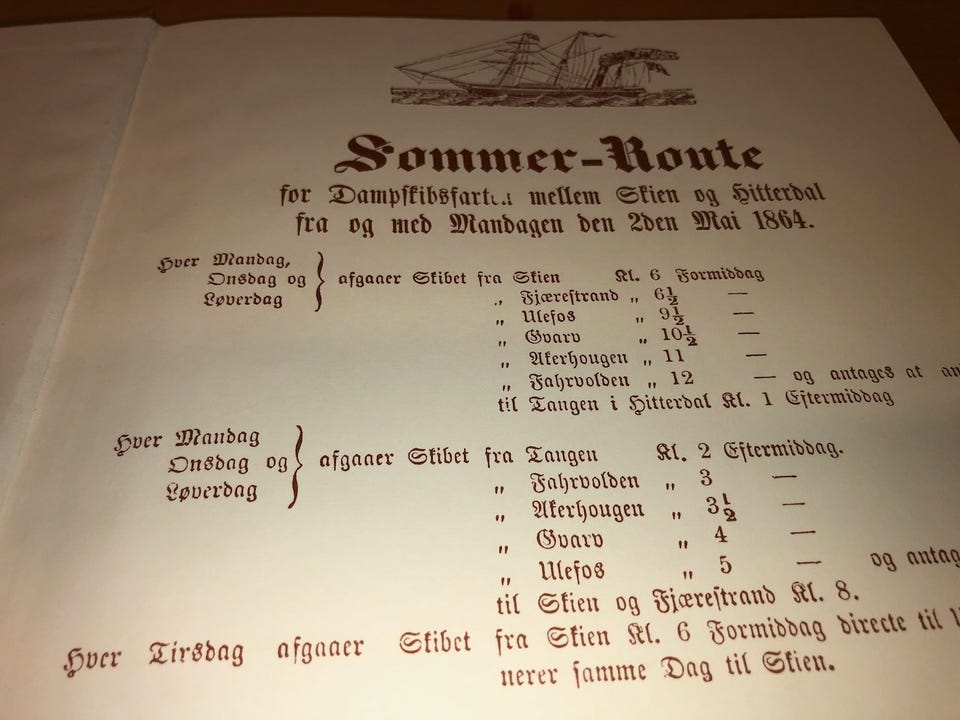 Sommer-Route
for Dampskibsfarten mellem Skien og Hitterdal
fra og med Mandagen den 2den Mai 1864.
Hver Mandag,
Onsdag og
Løverdag
afgaaer Skibet fra Skien Kl. 6 Formiddag
„ Fjærestrand „ 6½ —
„ Ulefos „ 9½ —
„ Gvarv „ 10½ —
„ Akerhougen „ 11 —
„ Fahrvolden „ 12 — og antages at
til Tangen i Hitterdal Kl. 1 Eftermiddag
Hver Mandag
Onsdag og
Løverdag
afgaaer Skibet fra Tangen Kl. 2 Eftermiddag.
„ Fahrvolden „ 3 —
„ Akerhougen „ 3½ —
„ Gvarv „ 4 —
„ Ulefos „ 5 — og antag
til Skien og Fjærestrand Kl. 8.
Hver Tirsdag afgaaer Skibet fra Skien Kl. 6 Formiddag directe til
nerer samme Dag til Skien.